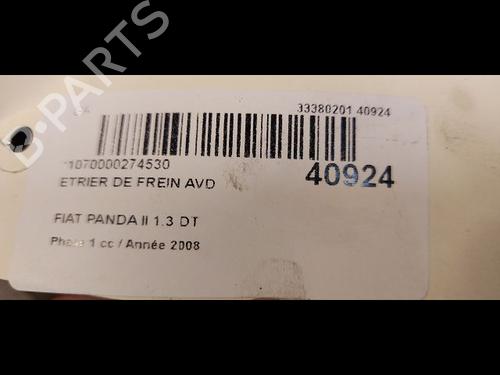 33380201 40924
*1070000274530
ETRIER DE FREIN AVD
40924
FIAT PANDA II 1.3 DT
Phase 1 cc / Année 2008
B-PARTS